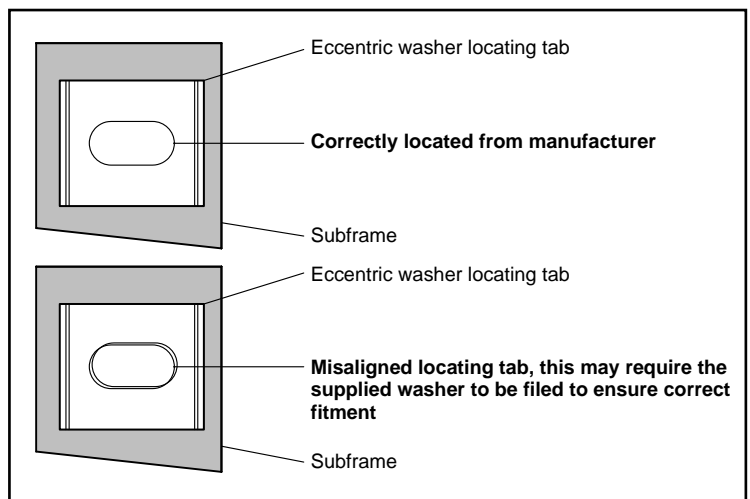 Eccentric washer locating tab
Correctly located from manufacturer
Subframe
Eccentric washer locating tab
Misaligned locating tab, this may require the
supplied washer to be filed to ensure correct
fitment
Subframe